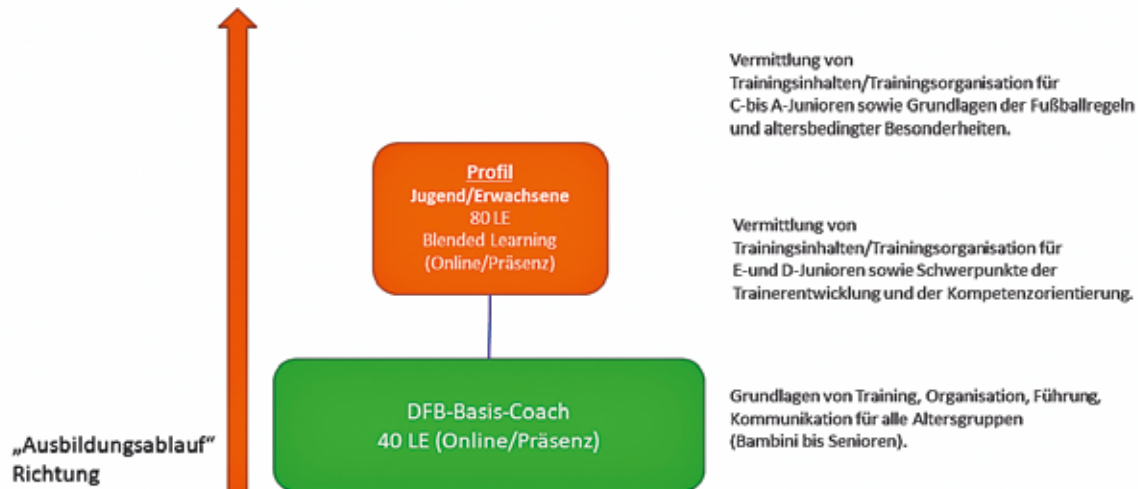 Vermittlung von
Trainingsinhalten/Trainingsorganisation für
C-bis A-Junioren sowie Grundlagen der Fußballregeln
und altersbedingter Besonderheiten.
Profil
Jugend/Erwachsene
80 LE
Blended Learning
(Online/Präsenz)
Vermittlung von
Trainingsinhalten/Trainingsorganisation für
E-und D-Junioren sowie Schwerpunkte der
Trainerentwicklung und der Kompetenzorientierung.
DFB-Basis-Coach
40 LE (Online/Präsenz)
Grundlagen von Training, Organisation, Führung,
Kommunikation für alle Altersgruppen
(Bambini bis Senioren).
„Ausbildungsablauf“
Richtung